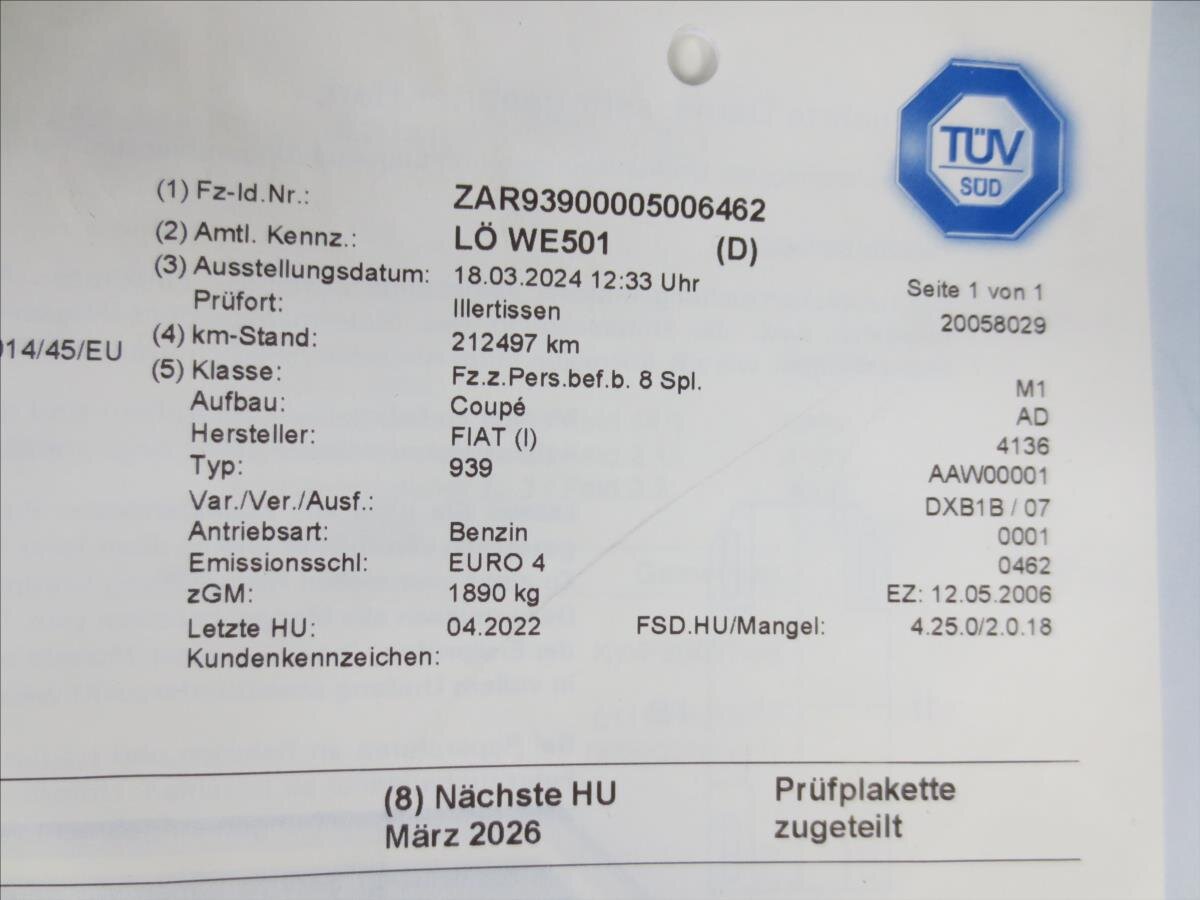 TÜV
SÜD
(1) Fz-Id.Nr.: ZAR93900005006462
(2) Amtl. Kennz.: LÖ WE501 (D)
(3) Ausstellungsdatum: 18.03.2024 12:33 Uhr Seite 1 von 1
Prüfort: Illertissen 20058029
014/45/EU (4) km-Stand: 212497 km
(5) Klasse: Fz.z.Pers.bef.b. 8 Spl. M1
Aufbau: Coupé AD
Hersteller: FIAT (I) 4136
Typ: 939 AAW00001
Var./Ver./Ausf.: DXB1B / 07
Antriebsart: Benzin 0001
Emissionsschl: EURO 4 0462
zGM: 1890 kg EZ: 12.05.2006
Letzte HU: 04.2022 FSD.HU/Mangel: 4.25.0/2.0.18
Kundenkennzeichen:
(8) Nächste HU Prüfplakette
März 2026 zugeteilt